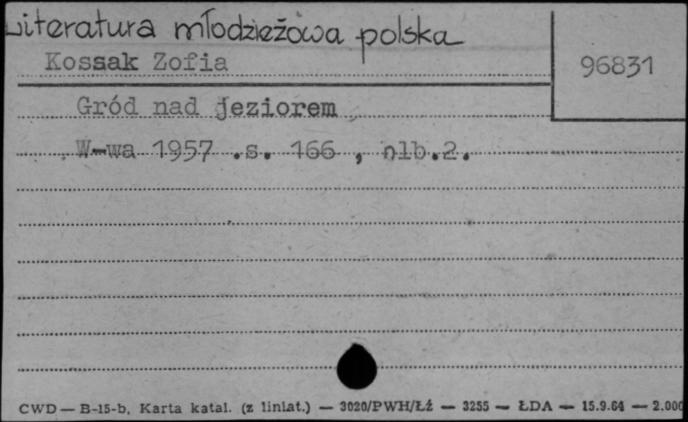 Literatura młodzieżowa polska
Kossak Zofia
96831
Gród nad jeziorem
W-wa 1957 .s. 166 , nlb.2.
CWD — B-15-b, Karta katal. (z liniat.) — 3020/PWH/Łź — 3255 — ŁDA — 15.9.64 — 2.000